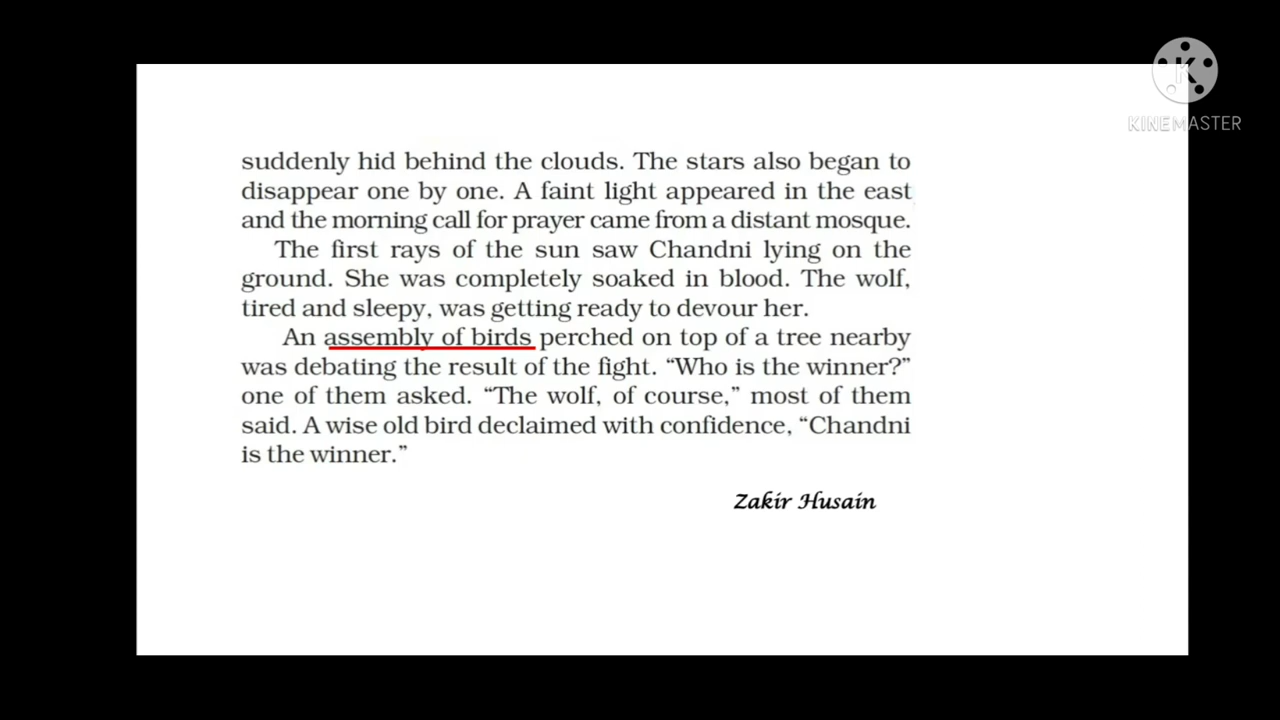 KINEMASTER
suddenly hid behind the clouds. The stars also began to
disappear one by one. A faint light appeared in the east
and the morning call for prayer came from a distant mosque.
The first rays of the sun saw Chandni lying on the
ground. She was completely soaked in blood. The wolf,
tired and sleepy, was getting ready to devour her.
An assembly of birds perched on top of a tree nearby
was debating the result of the fight. “Who is the winner?”
one of them asked. “The wolf, of course,” most of them
said. A wise old bird declaimed with confidence, “Chandni
is the winner.”
Zakir Husain